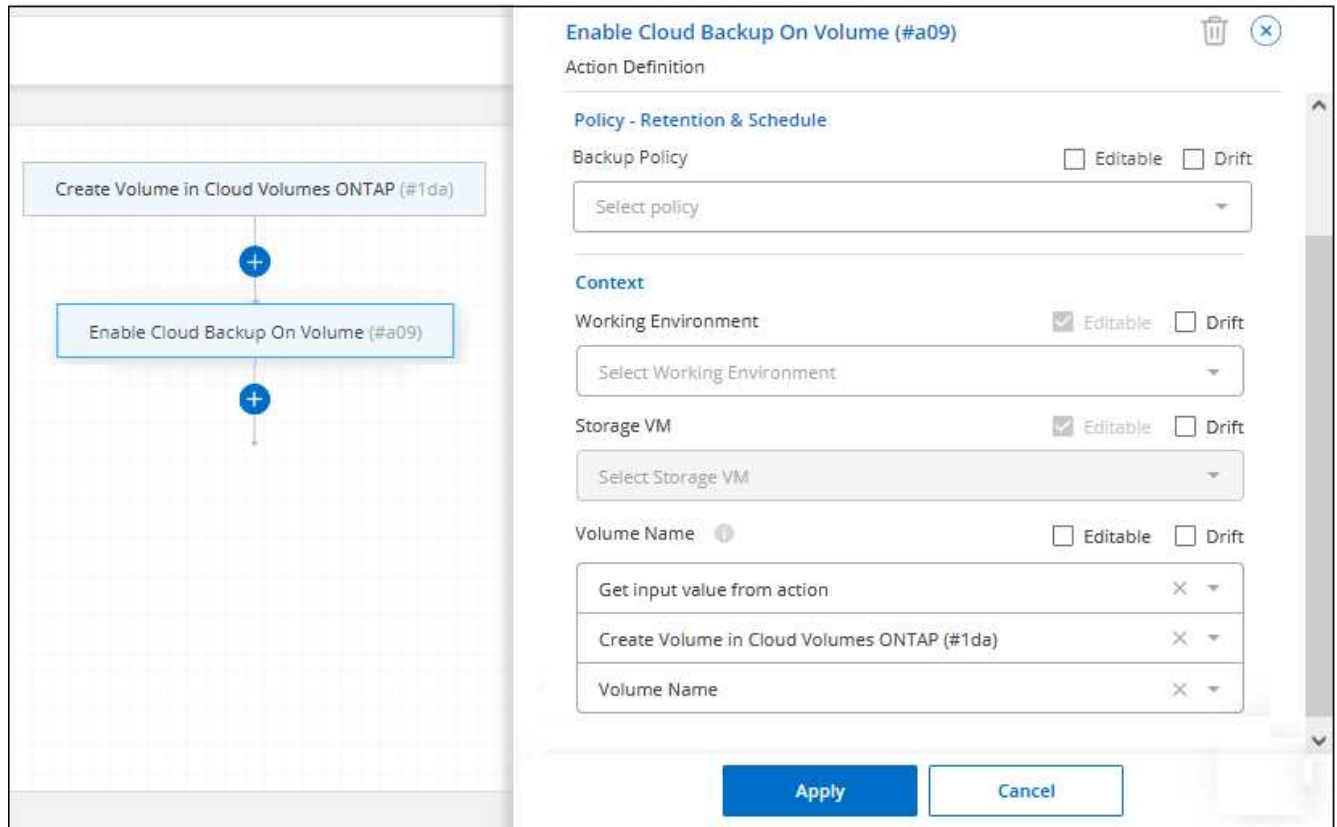 Create Volume in Cloud Volumes ONTAP (#1da)
Enable Cloud Backup On Volume (#a09)
Enable Cloud Backup On Volume (#a09)
Action Definition
Policy - Retention & Schedule
Backup Policy Editable Drift
Select policy
Context
Working Environment Editable Drift
Select Working Environment
Storage VM Editable Drift
Select Storage VM
Volume Name Editable Drift
Get input value from action
Create Volume in Cloud Volumes ONTAP (#1da)
Volume Name
Apply Cancel